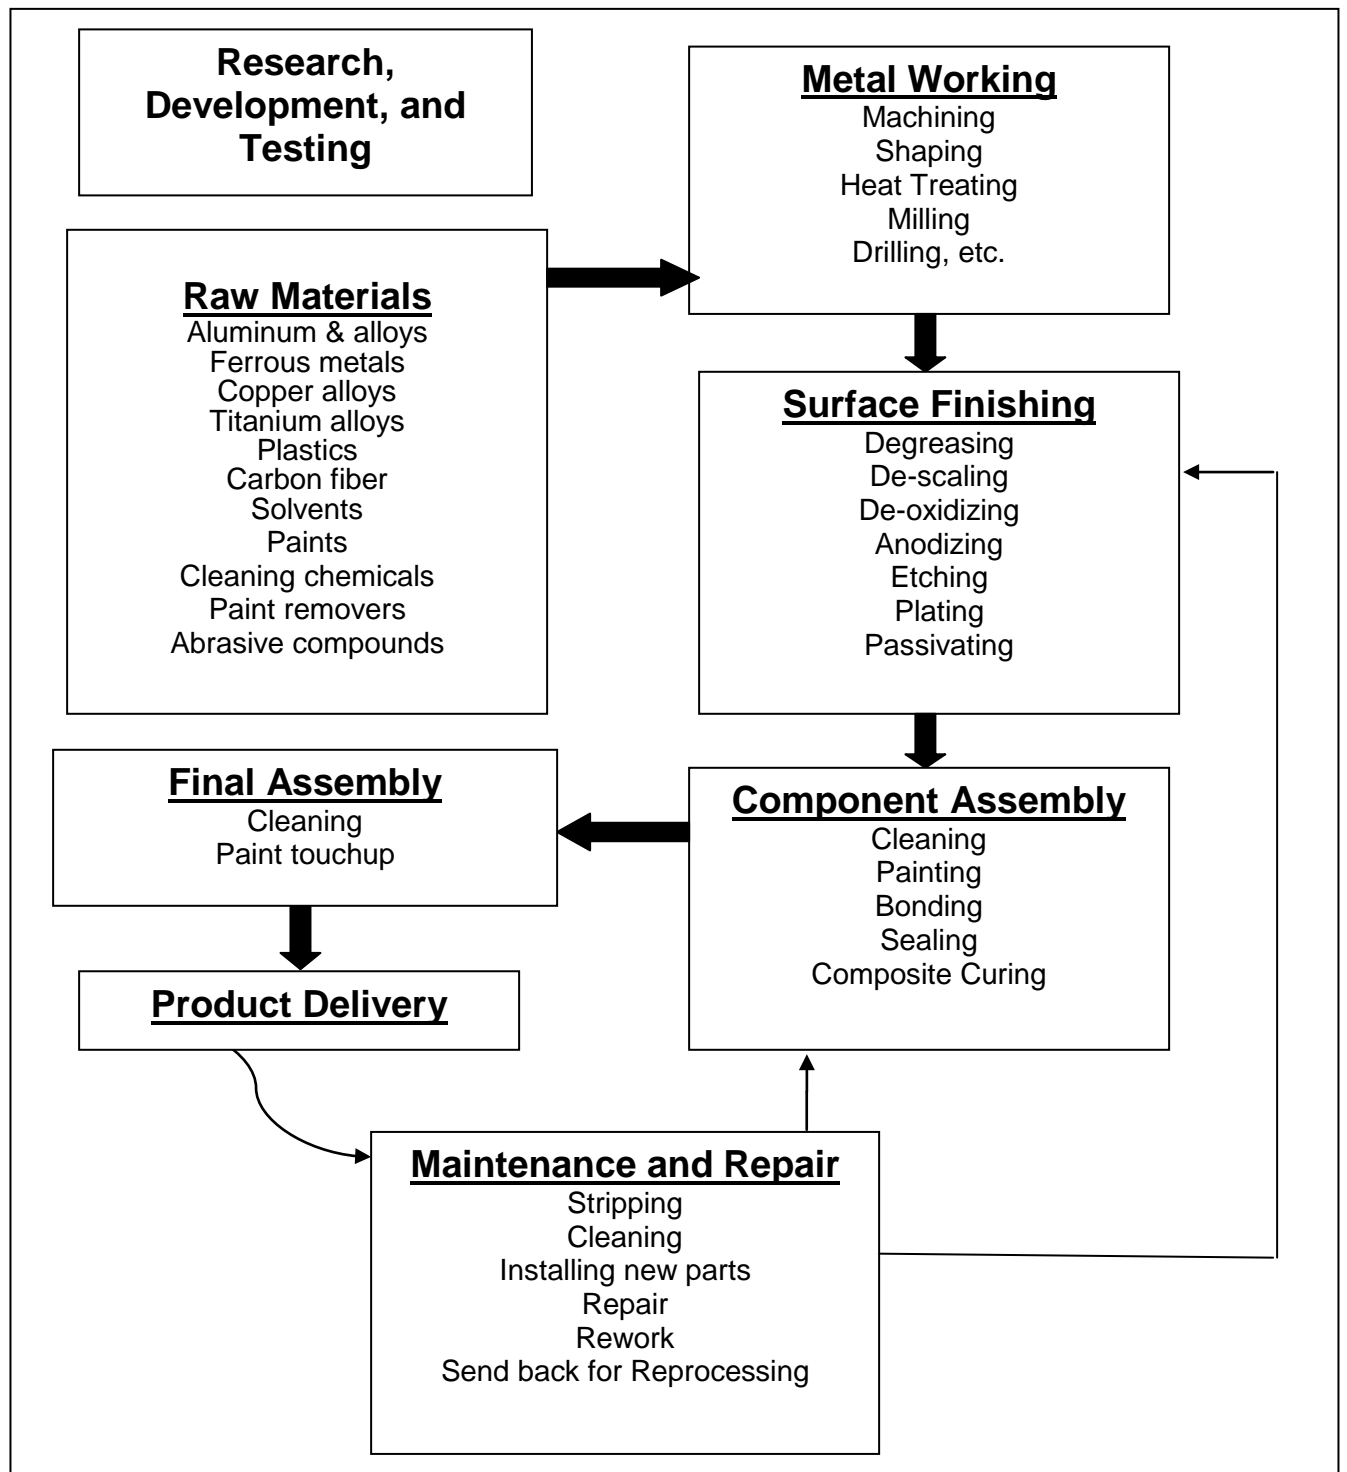 Research,
Development, and
Testing
Metal Working
Machining
Shaping
Heat Treating
Milling
Drilling, etc.
Raw Materials
Aluminum & alloys
Ferrous metals
Copper alloys
Titanium alloys
Plastics
Carbon fiber
Solvents
Paints
Cleaning chemicals
Paint removers
Abrasive compounds
Surface Finishing
Degreasing
De-scaling
De-oxidizing
Anodizing
Etching
Plating
Passivating
Final Assembly
Cleaning
Paint touchup
Component Assembly
Cleaning
Painting
Bonding
Sealing
Composite Curing
Product Delivery
Maintenance and Repair
Stripping
Cleaning
Installing new parts
Repair
Rework
Send back for Reprocessing